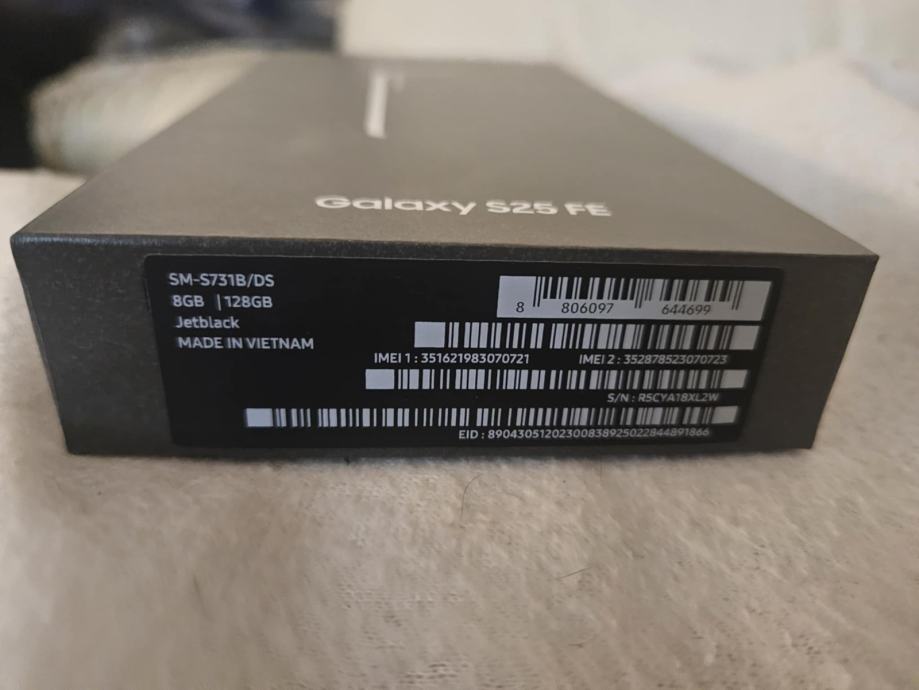 Galaxy S25 FE
SM-S731B/DS
8GB | 128GB
Jetblack
MADE IN VIETNAM
8 806097 644699
IMEI 1 : 351621983070721 IMEI 2 : 352878523070723
S/N : R5CYA18XL2W
EID : 89043051202300838925022844891866